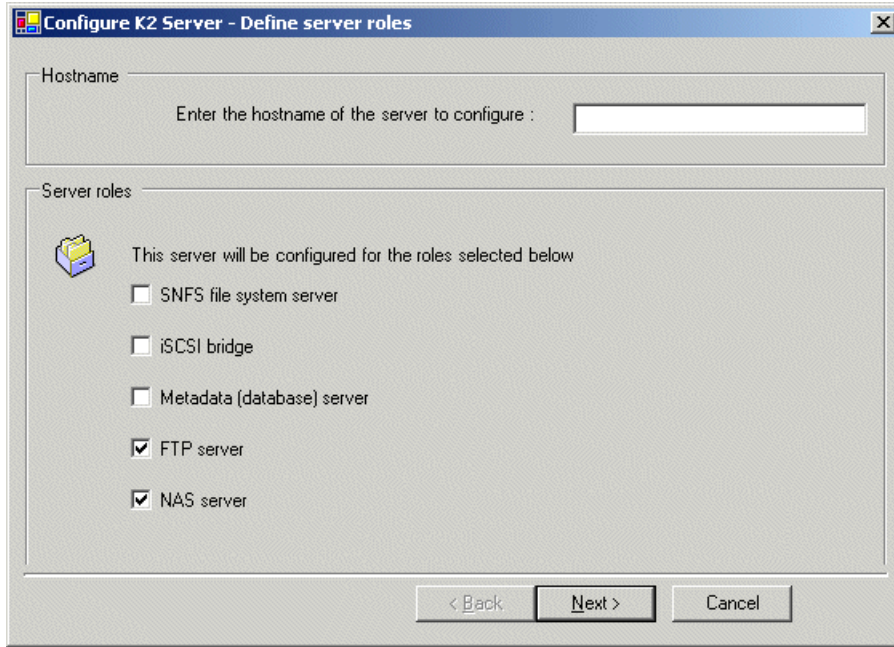 Configure K2 Server - Define server roles
Hostname
Enter the hostname of the server to configure :
Server roles
This server will be configured for the roles selected below
SNFS file system server
iSCSI bridge
Metadata (database) server
FTP server
NAS server
< Back
Next >
Cancel